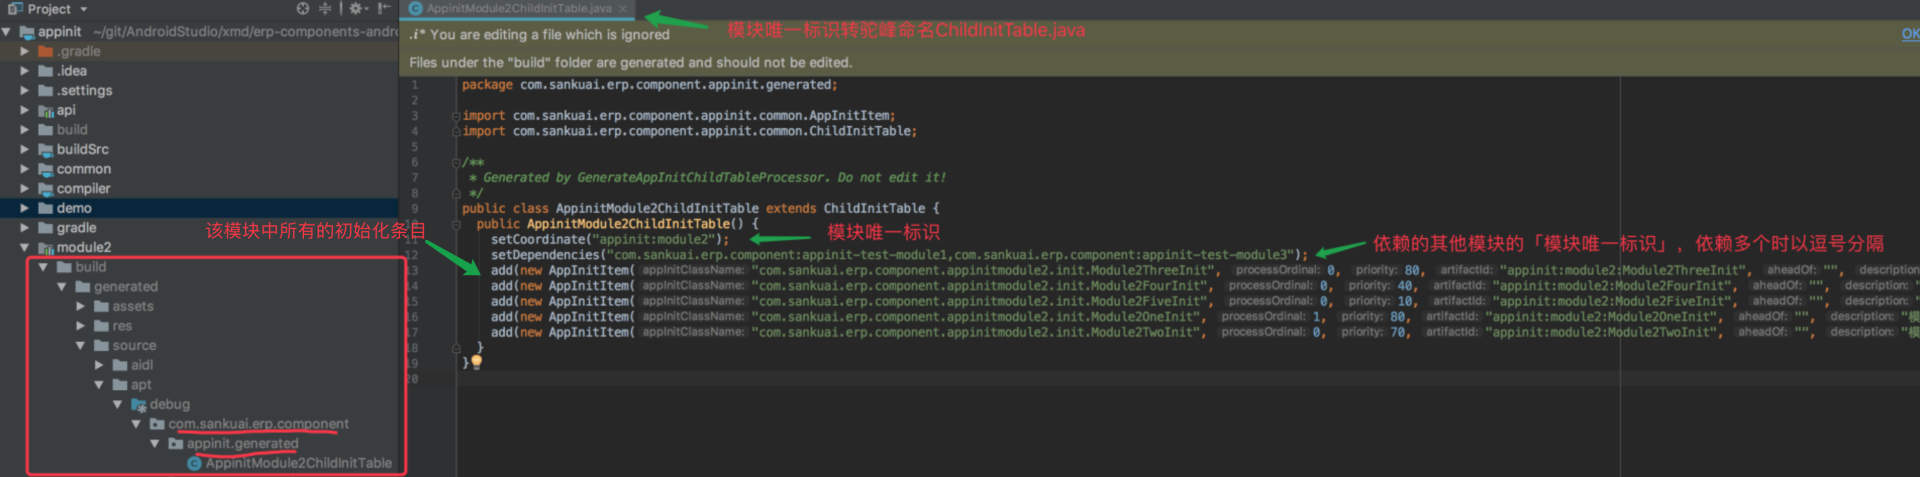 Project
appinit ~/git/AndroidStudio/xmd/erp-components-andr
.gradle
.idea
.settings
api
build
buildSrc
common
compiler
demo
gradle
module2
build
generated
assets
res
source
aidl
apt
debug
com.sankuai.erp.component
appinit.generated
AppinitModule2ChildInitTable
该模块中所有的初始化条目
AppinitModule2ChildInitTable.java
模块唯一标识转驼峰命名ChildInitTable.java
.i* You are editing a file which is ignored
OK
Files under the "build" folder are generated and should not be edited.
1 package com.sankuai.erp.component.appinit.generated;
2
3 import com.sankuai.erp.component.appinit.common.AppInitItem;
4 import com.sankuai.erp.component.appinit.common.ChildInitTable;
5
6 /**
7 * Generated by GenerateAppInitChildTableProcessor. Do not edit it!
8 */
9 public class AppinitModule2ChildInitTable extends ChildInitTable {
10 public AppinitModule2ChildInitTable() {
11 setCoordinate("appinit:module2");
模块唯一标识
12 setDependencies("com.sankuai.erp.component:appinit-test-module1,com.sankuai.erp.component:appinit-test-module3");
依赖的其他模块的「模块唯一标识」，依赖多个时以逗号分隔
13 add(new AppInitItem( appInitClassName: "com.sankuai.erp.component.appinitmodule2.init.Module2ThreeInit", processOrdinal: 0, priority: 80, artifactId: "appinit:module2:Module2ThreeInit", aheadOf: "", description:
14 add(new AppInitItem( appInitClassName: "com.sankuai.erp.component.appinitmodule2.init.Module2FourInit", processOrdinal: 0, priority: 40, artifactId: "appinit:module2:Module2FourInit", aheadOf: "", description: "
15 add(new AppInitItem( appInitClassName: "com.sankuai.erp.component.appinitmodule2.init.Module2FiveInit", processOrdinal: 0, priority: 10, artifactId: "appinit:module2:Module2FiveInit", aheadOf: "", description: "
16 add(new AppInitItem( appInitClassName: "com.sankuai.erp.component.appinitmodule2.init.Module2OneInit", processOrdinal: 1, priority: 80, artifactId: "appinit:module2:Module2OneInit", aheadOf: "", description: "模
17 add(new AppInitItem( appInitClassName: "com.sankuai.erp.component.appinitmodule2.init.Module2TwoInit", processOrdinal: 0, priority: 70, artifactId: "appinit:module2:Module2TwoInit", aheadOf: "", description: "模
18 }
19 }
20